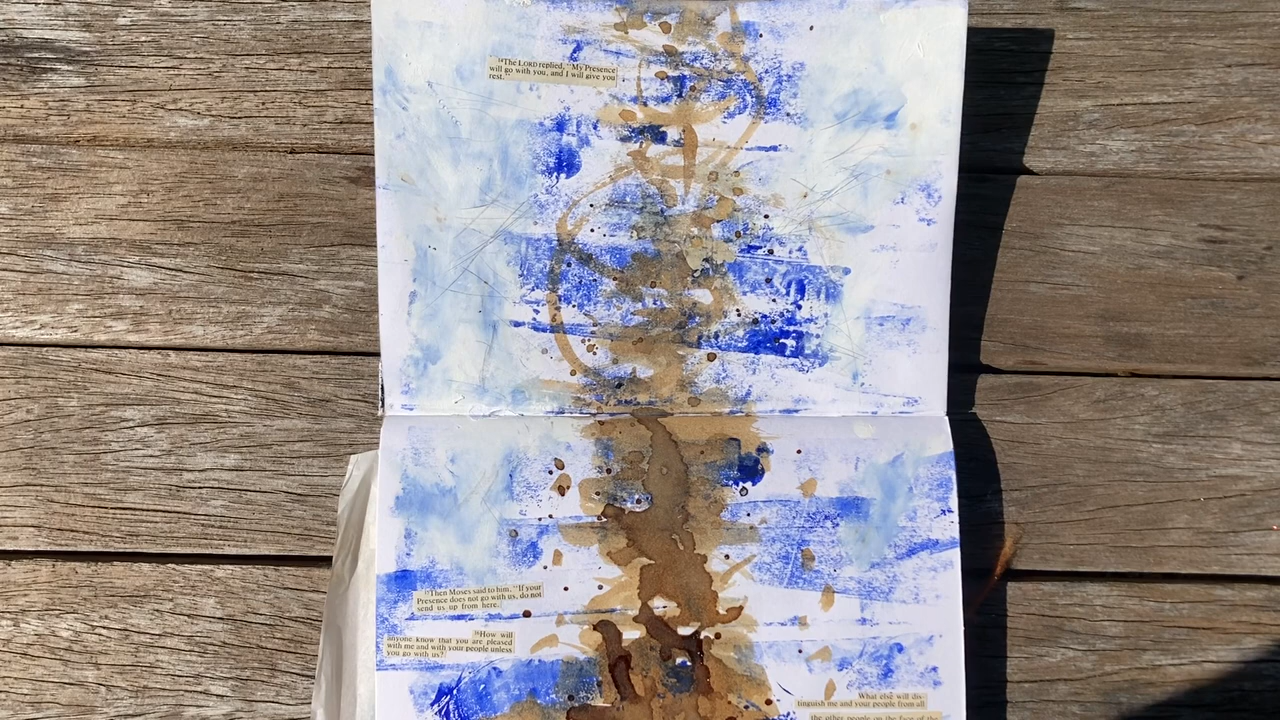 ¹⁴The LORD replied, "My Presence
will go with you, and I will give you
rest."
¹⁵Then Moses said to him, "If your
Presence does not go with us, do not
send us up from here.
¹⁶How will
anyone know that you are pleased
with me and with your people unless
you go with us?
What else will dis-
tinguish me and your people from all
the other people on the face of the